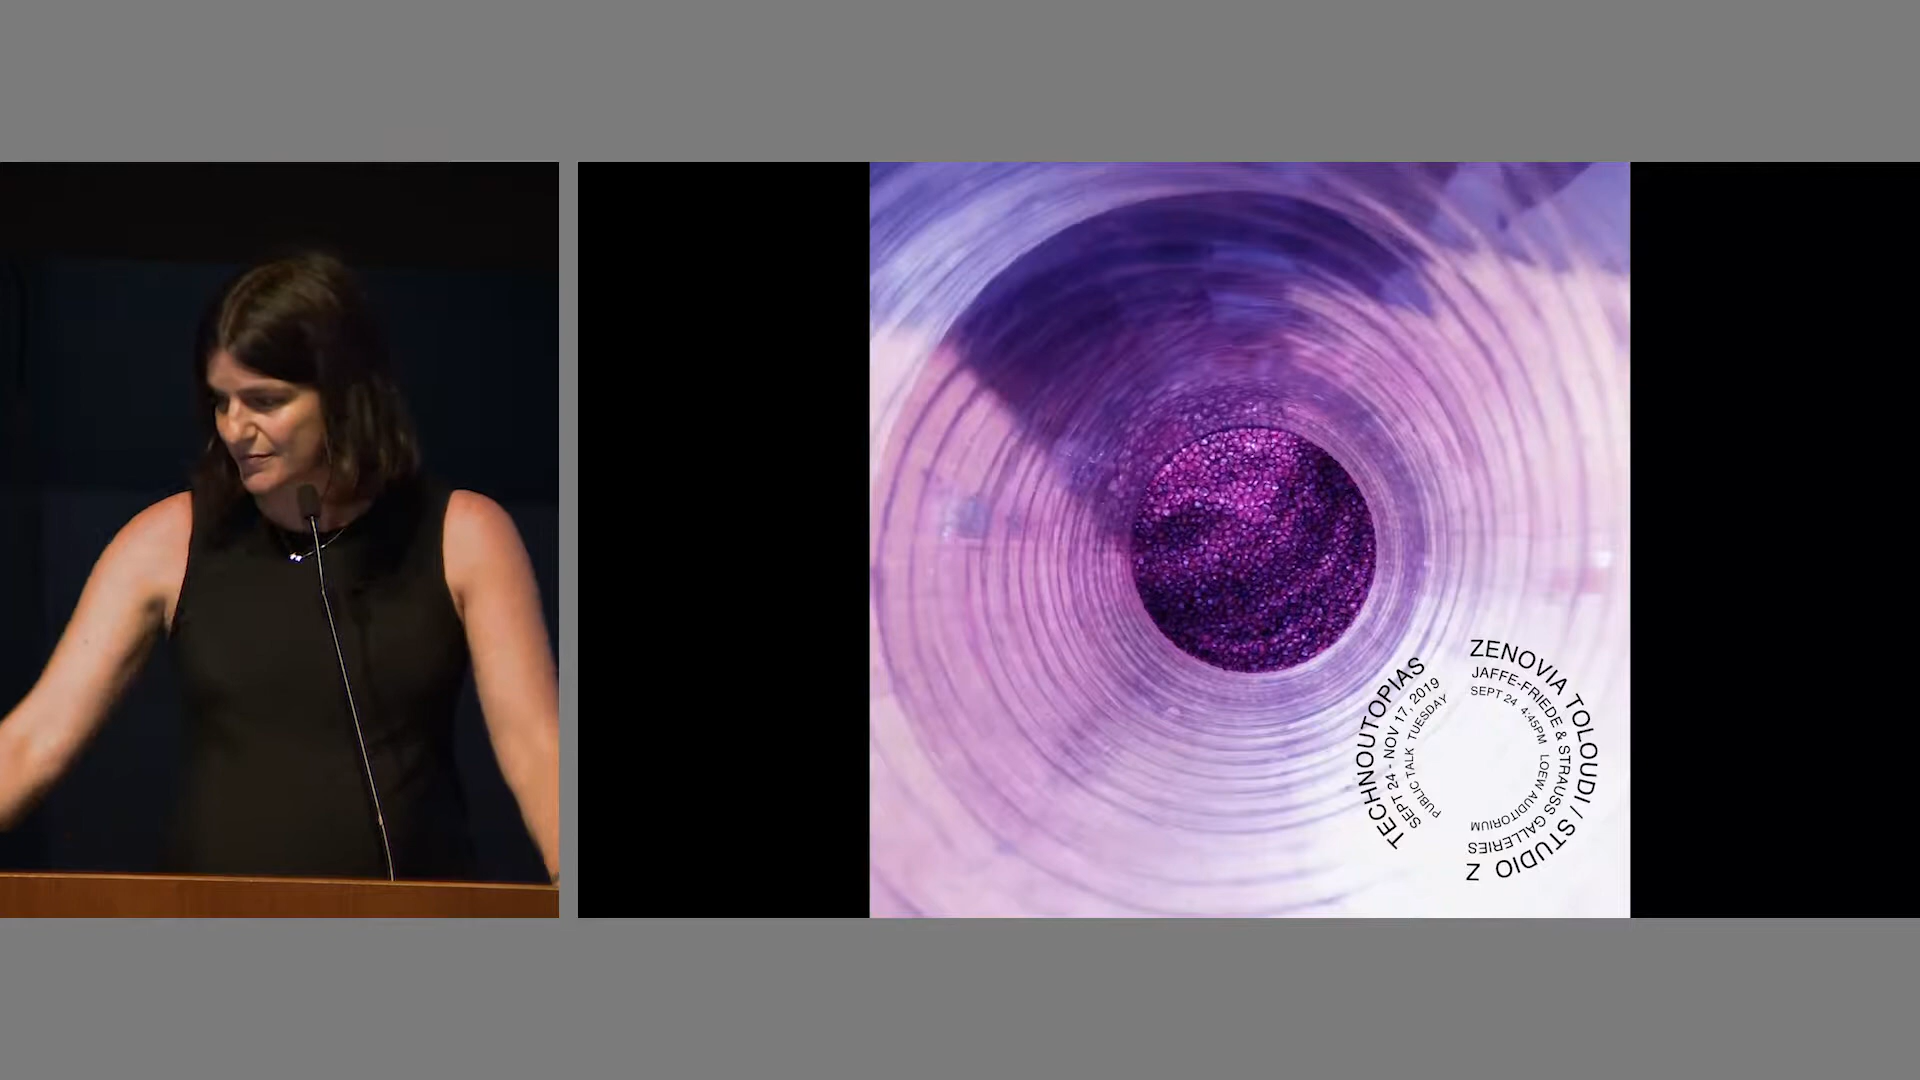 TECHNOUTOPIAS
SEPT 24 - NOV 17, 2019
PUBLIC TALK TUESDAY
ZENOVIA TOLOUDI / STUDIO Z
JAFFE-FRIEDE & STRAUSS GALLERIES
SEPT 24 4:45PM LOEW AUDITORIUM